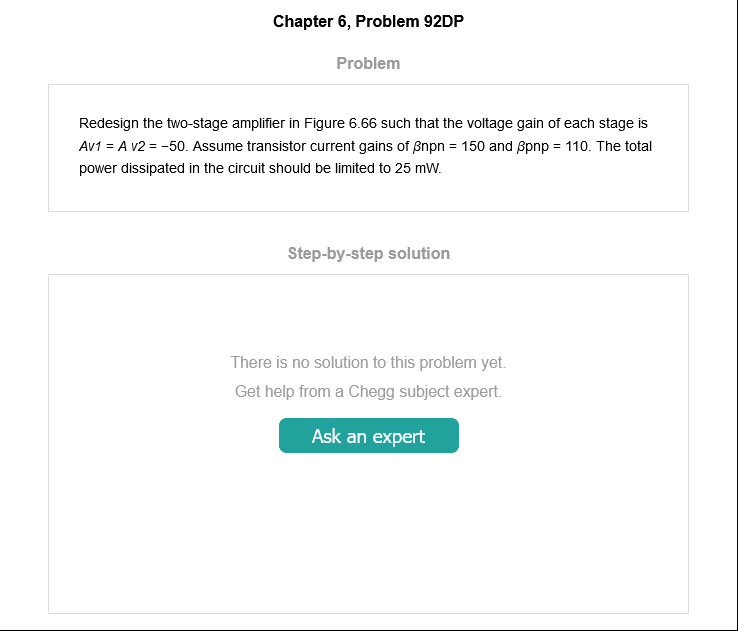 Chapter 6, Problem 92DP
Problem
Redesign the two-stage amplifier in Figure 6.66 such that the voltage gain of each stage is
Av1 = A v2 = −50. Assume transistor current gains of βnpn = 150 and βpnp = 110. The total
power dissipated in the circuit should be limited to 25 mW.
Step-by-step solution
There is no solution to this problem yet.
Get help from a Chegg subject expert.
Ask an expert